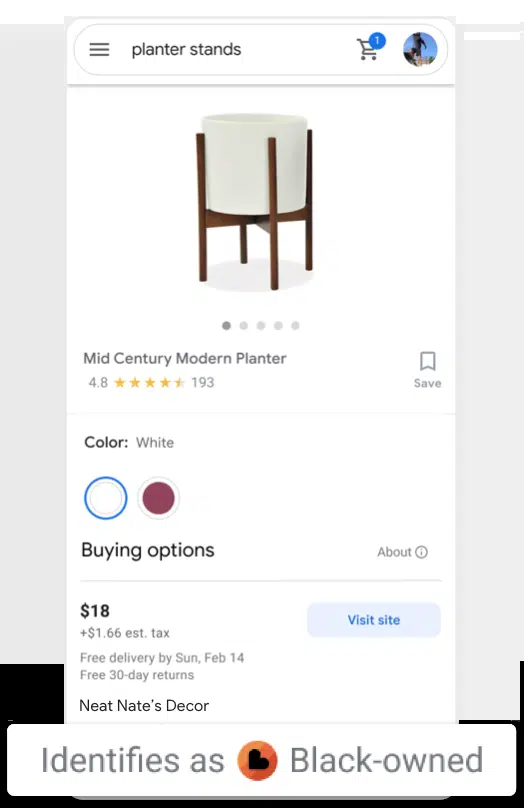 planter stands
1
Mid Century Modern Planter
4.8 193
Save
Color: White
Buying options
About
$18
+$1.66 est. tax
Visit site
Free delivery by Sun, Feb 14
Free 30-day returns
Neat Nate’s Decor
Identifies as Black-owned